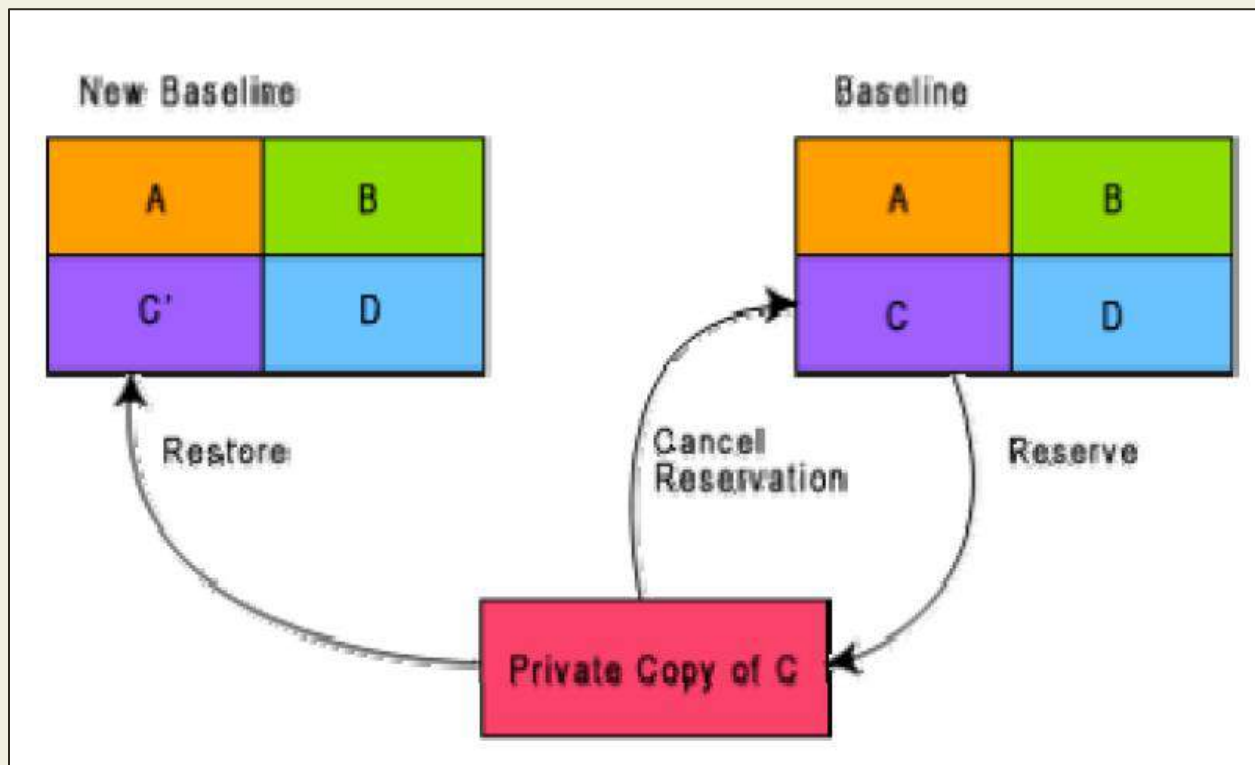 New Baseline
Baseline
A
B
A
B
C'
D
C
D
Restore
Cancel
Reservation
Reserve
Private Copy of C